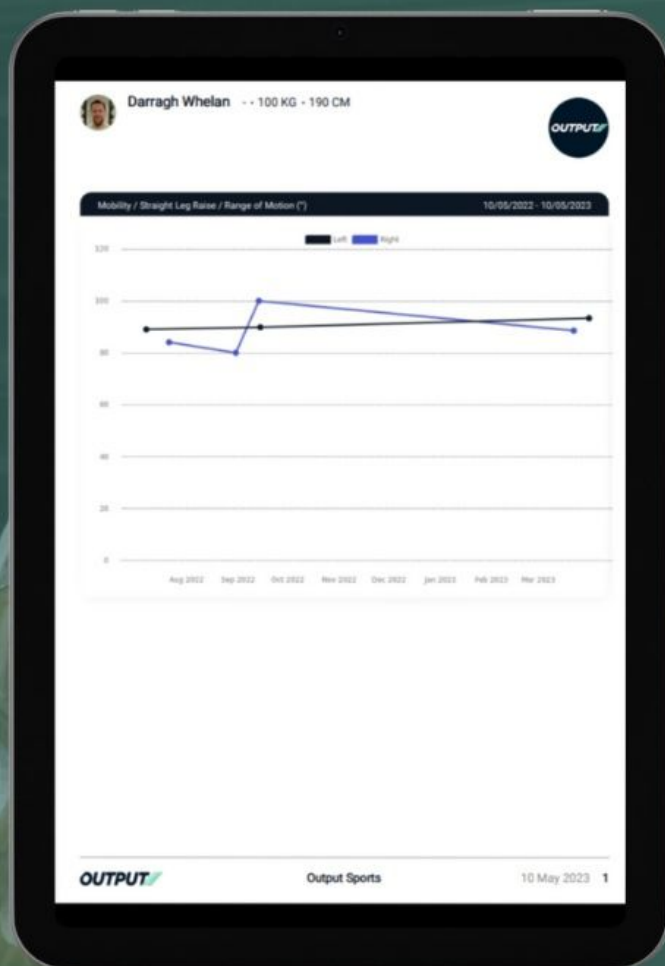 Darragh Whelan - - 100 KG - 190 CM
OUTPUT
Mobility / Straight Leg Raise / Range of Motion (°) 10/05/2022 - 10/05/2023
Left Right
120
100
80
60
40
20
0
Aug 2022 Sep 2022 Oct 2022 Nov 2022 Dec 2022 Jan 2023 Feb 2023 Mar 2023
OUTPUT Output Sports 10 May 2023 1